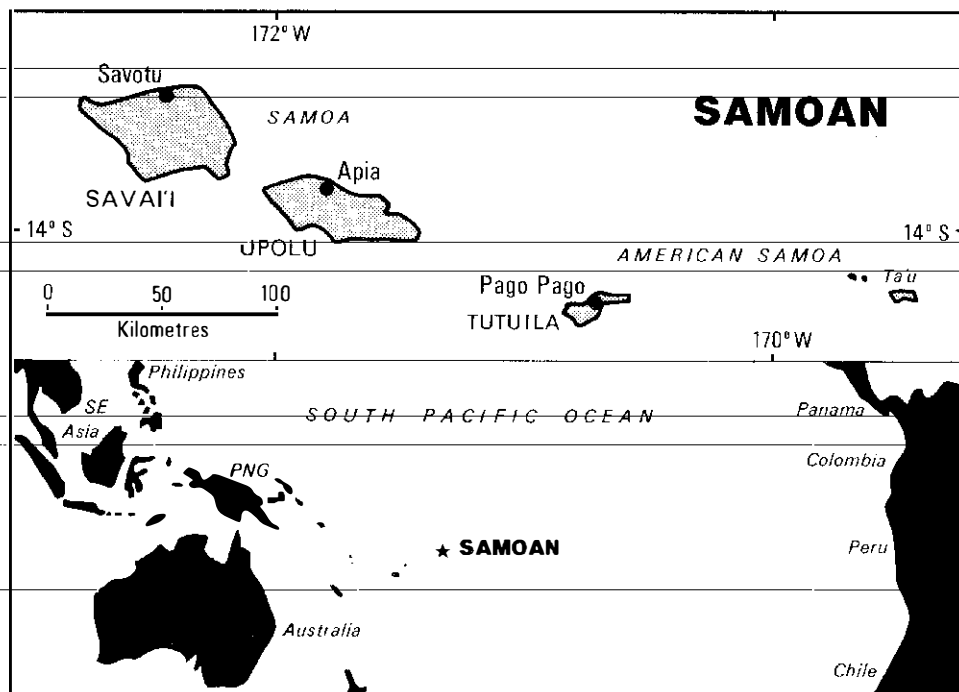 172° W
Savotu
SAMOA
SAMOAN
Apia
SAVAI'I
14° S
14° S
UPOLU
AMERICAN SAMOA
Ta'u
0 50 100
Kilometres
Pago Pago
TUTUILA
170° W
Philippines
SE
Asia
SOUTH PACIFIC OCEAN
Panama
Colombia
PNG
SAMOAN
Peru
Australia
Chile